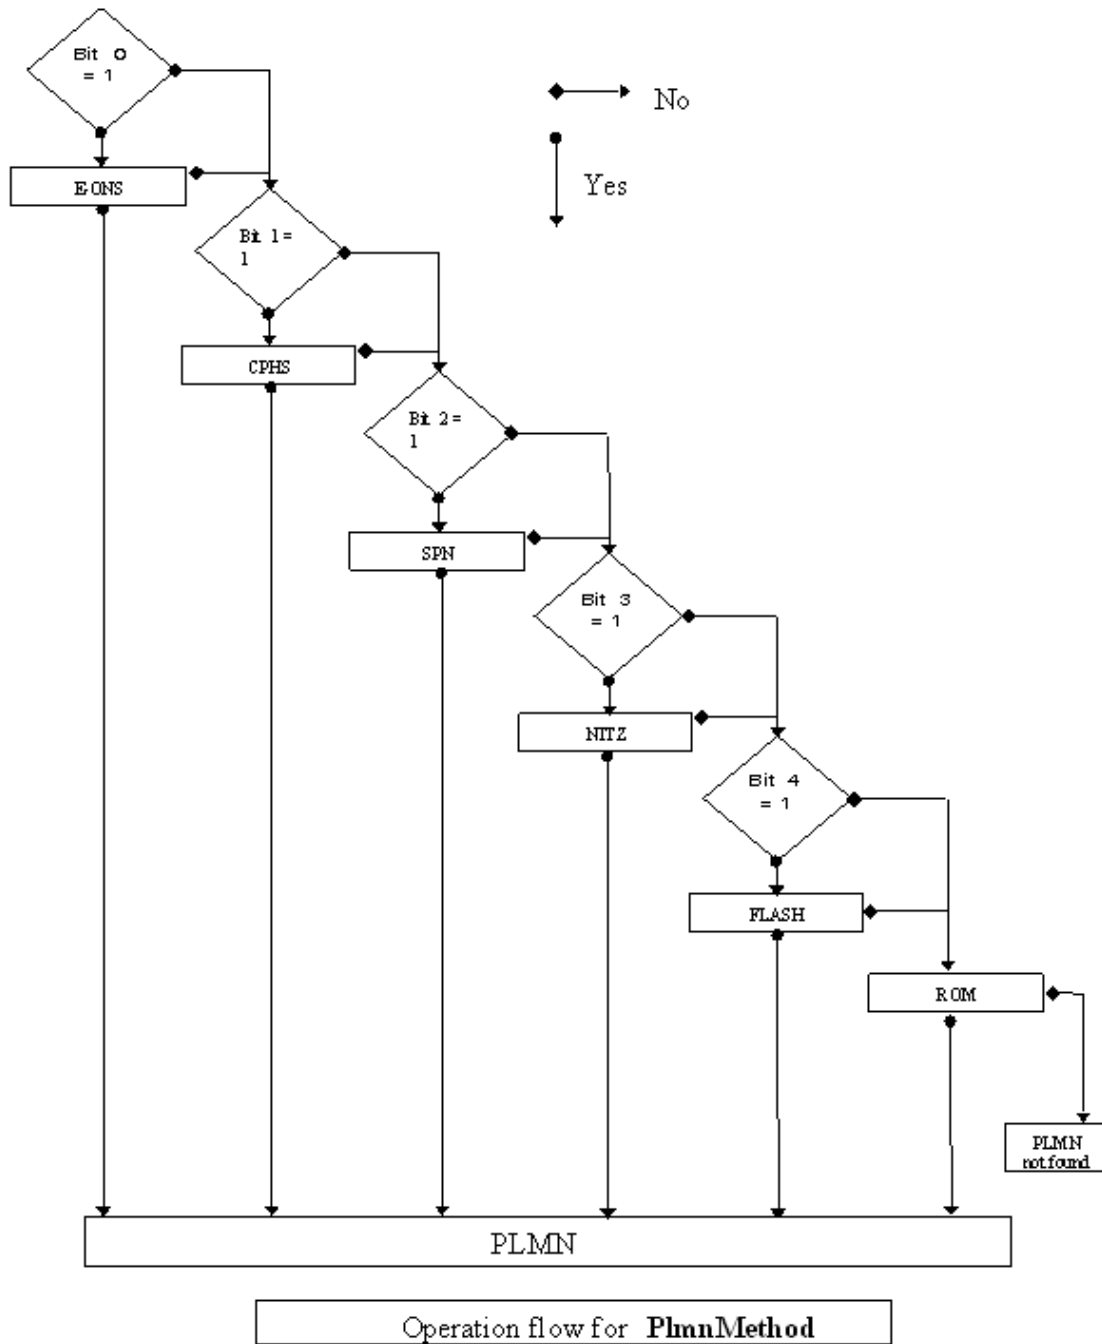 Bit 0
= 1
No
Yes
E-ONS
Bit 1 =
1
CPHS
Bit 2 =
1
SPN
Bit 3
= 1
NITZ
Bit 4
= 1
FLASH
ROM
PLMN
not found
PLMN
Operation flow for PlmnMethod